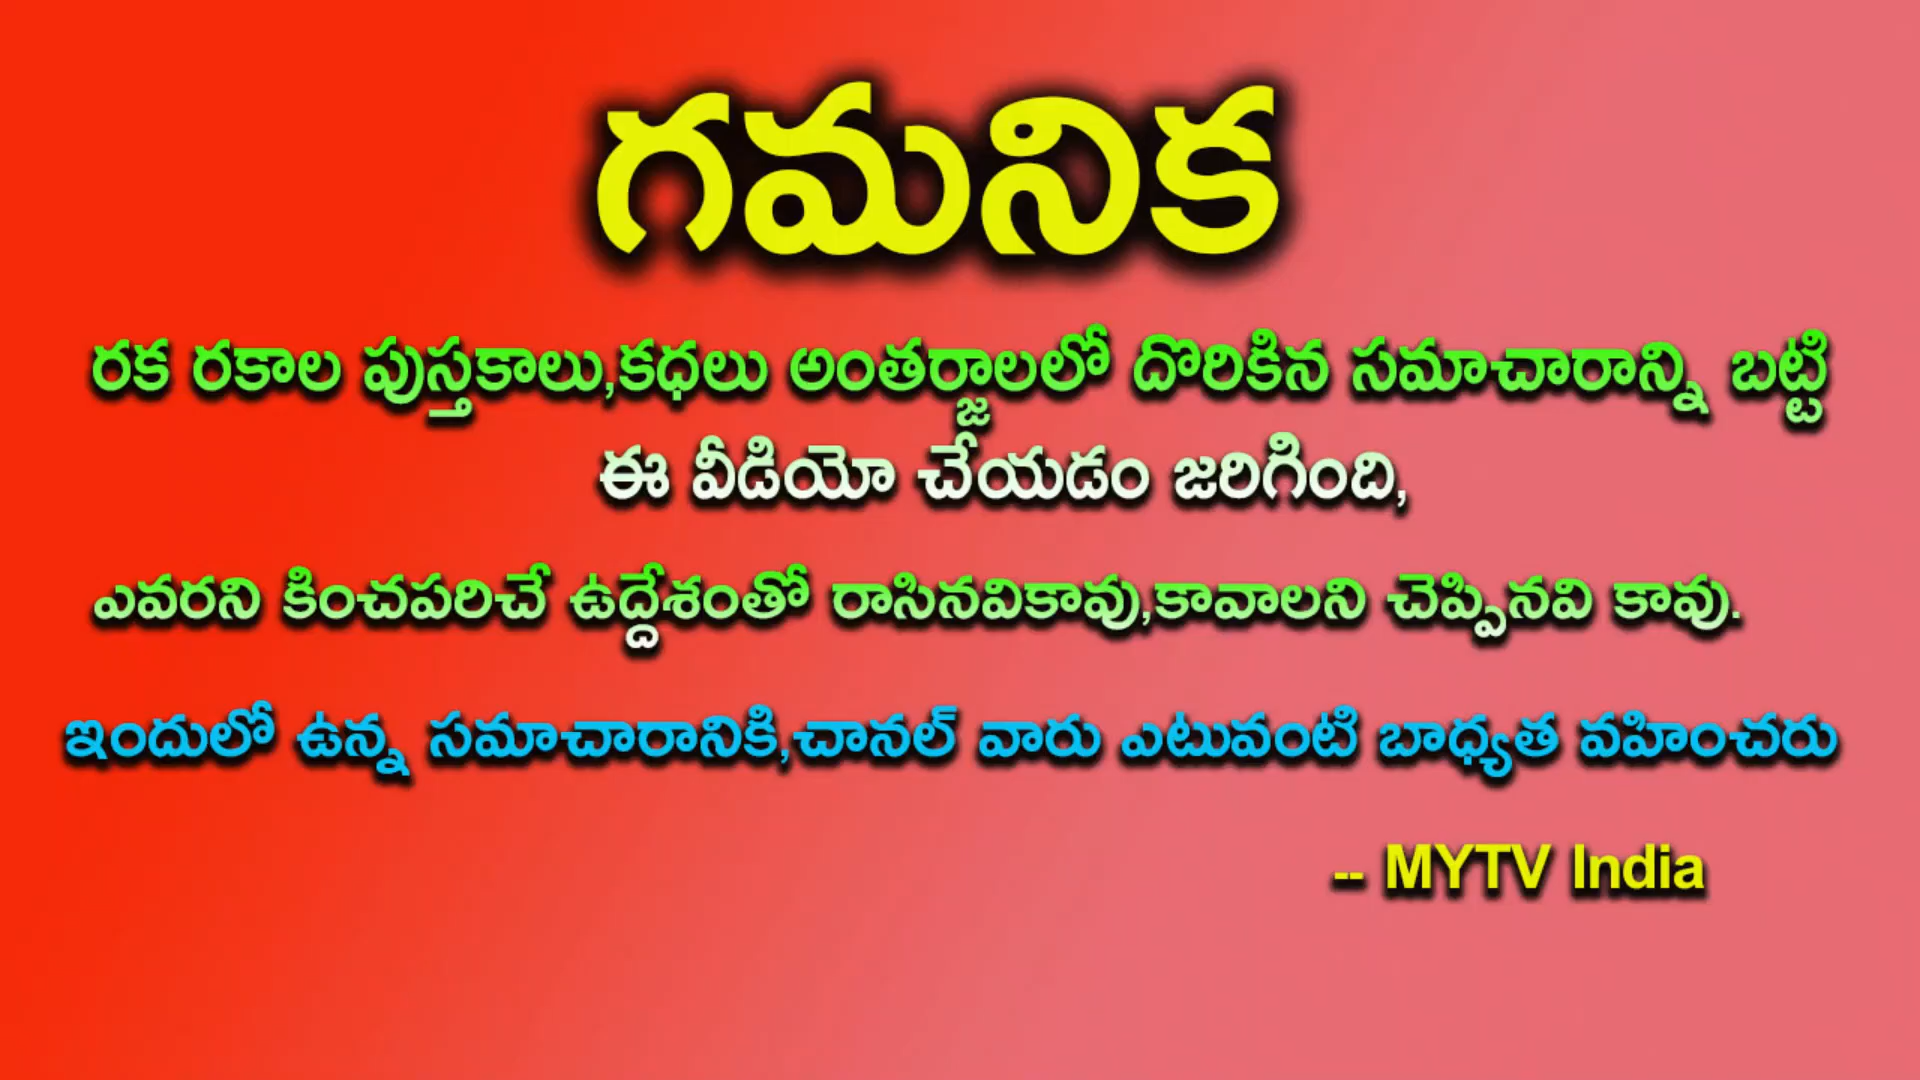 గమనిక
రక రకాల పుస్తకాలు,కధలు అంతర్జాలలో దొరికిన సమాచారాన్ని బట్టి
ఈ వీడియో చేయడం జరిగింది,
ఎవరని కించపరిచే ఉద్దేశంతో రాసినవికావు,కావాలని చెప్పినవి కావు.
ఇందులో ఉన్న సమాచారానికి,చానల్ వారు ఎటువంటి బాధ్యత వహించరు
-- MYTV India